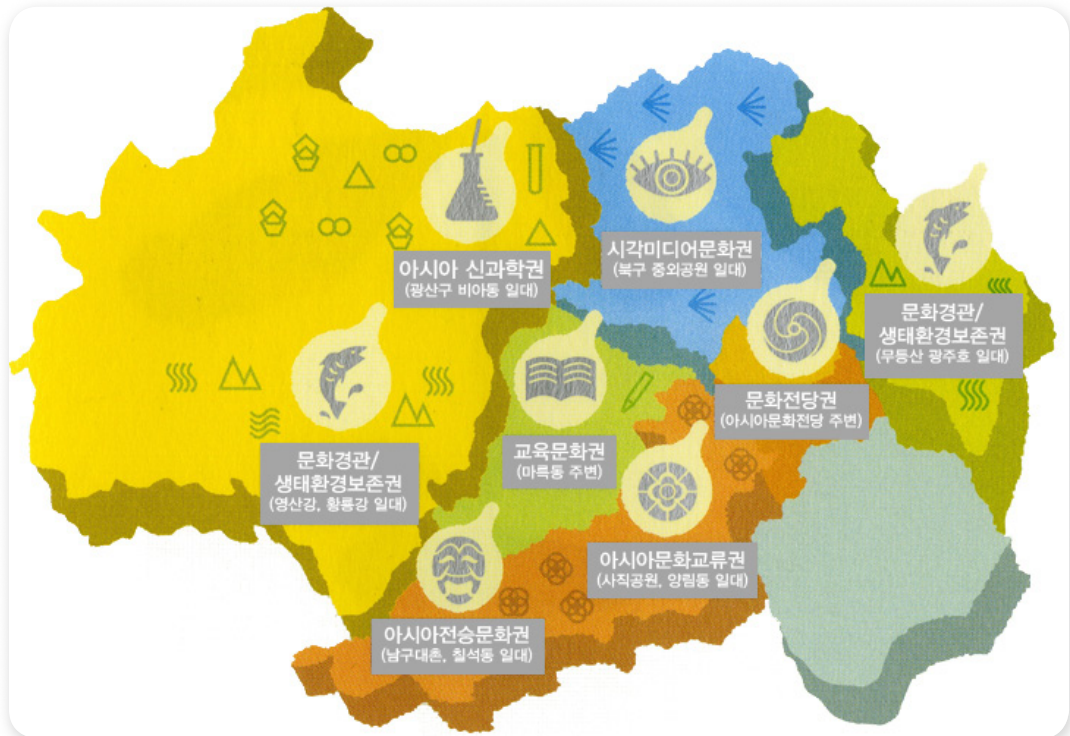 아시아 신과학권
(광산구 비아동 일대)
시각미디어문화권
(북구 중외공원 일대)
문화경관/
생태환경보존권
(무등산 광주호 일대)
문화전당권
(아시아문화전당 주변)
교육문화권
(마륵동 주변)
문화경관/
생태환경보존권
(영산강, 황룡강 일대)
아시아문화교류권
(사직공원, 양림동 일대)
아시아전승문화권
(남구대촌, 칠석동 일대)